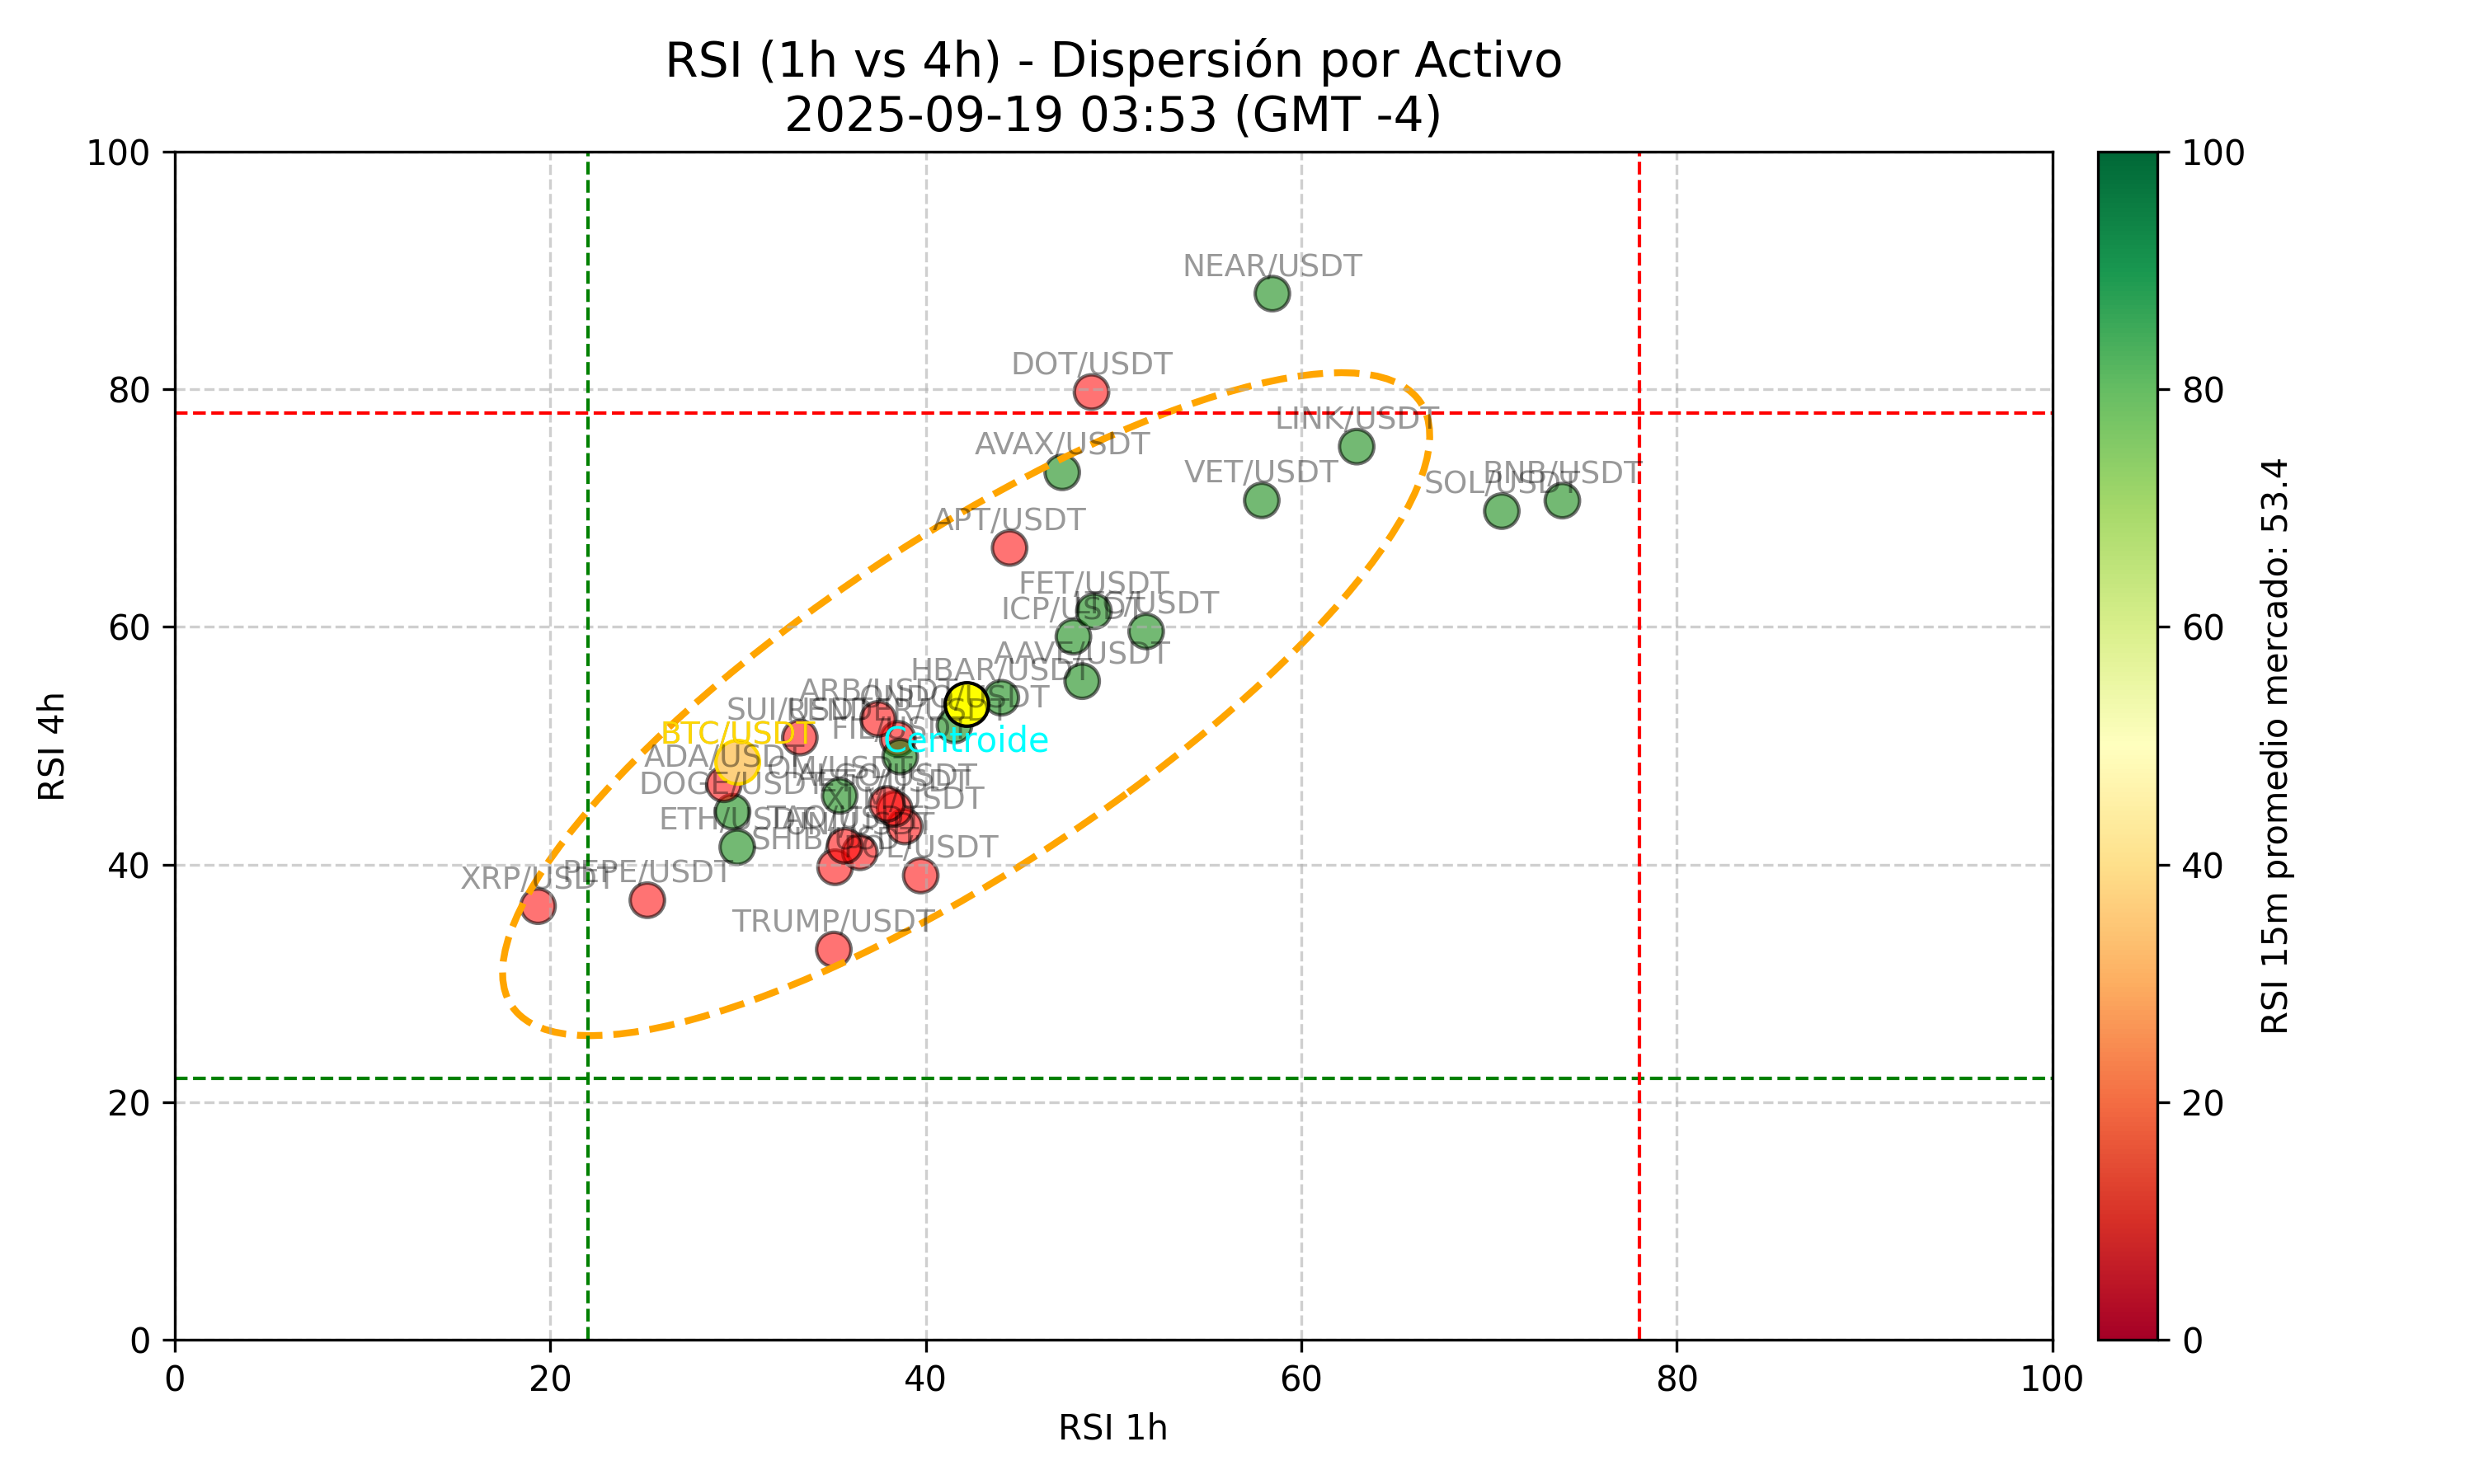 RSI (1h vs 4h) - Dispersión por Activo
2025-09-19 03:53 (GMT -4)
100
80
60
40
20
0
RSI 4h
0
20
40
60
80
100
RSI 1h
NEAR/USDT
DOT/USDT
LINK/USDT
AVAX/USDT
VET/USDT
BNB/USDT
SOL/USDT
APT/USDT
FET/USDT
ICP/USDT
/USDT
AAVE/USDT
HBAR/USDT
ARB/USDT
SUI/USDT
BTC/USDT
Centroide
ADA/USDT
DOGE/USDT
ETH/USDT
TAO/USDT
SHIB/USDT
XRP/USDT
PEPE/USDT
TRUMP/USDT
100
80
60
40
20
0
RSI 15m promedio mercado: 53.4